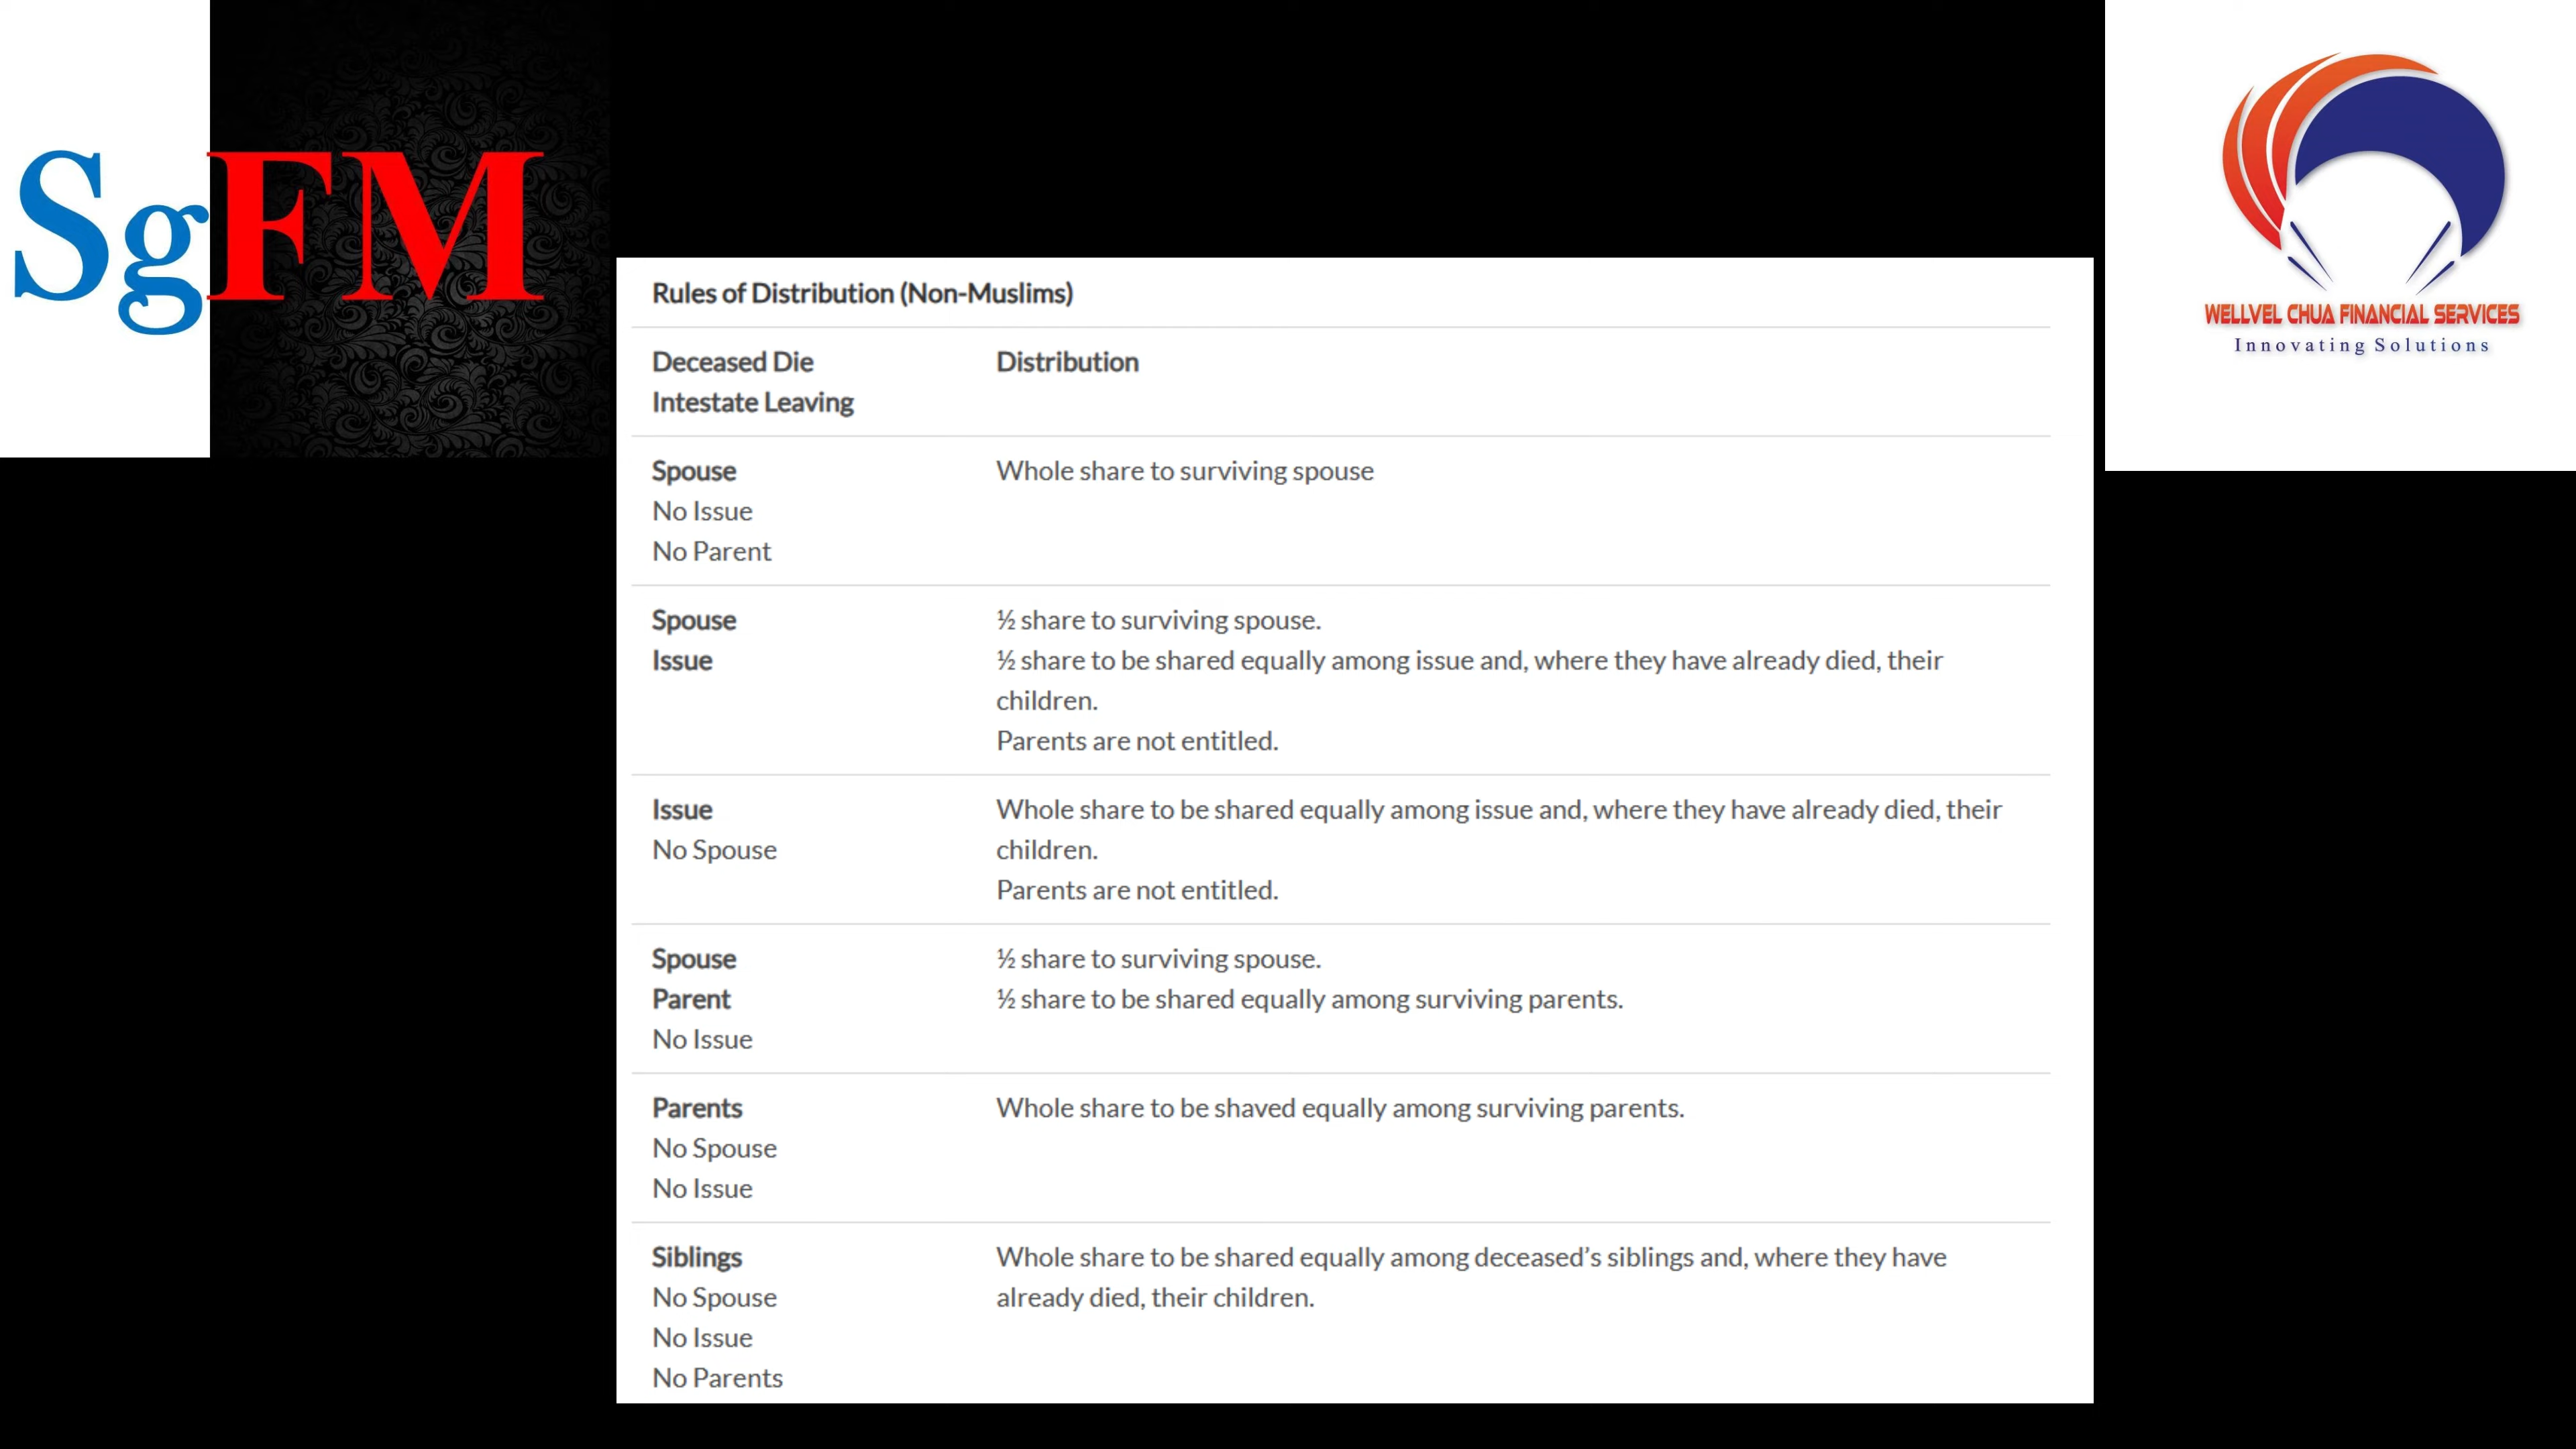 SgFM
WELLVEL CHUA FINANCIAL SERVICES
Innovating Solutions
Rules of Distribution (Non-Muslims)
Deceased Die
Intestate Leaving
Distribution
Spouse
No Issue
No Parent
Whole share to surviving spouse
Spouse
Issue
½ share to surviving spouse.
½ share to be shared equally among issue and, where they have already died, their
children.
Parents are not entitled.
Issue
No Spouse
Whole share to be shared equally among issue and, where they have already died, their
children.
Parents are not entitled.
Spouse
Parent
No Issue
½ share to surviving spouse.
½ share to be shared equally among surviving parents.
Parents
No Spouse
No Issue
Whole share to be shaved equally among surviving parents.
Siblings
No Spouse
No Issue
No Parents
Whole share to be shared equally among deceased’s siblings and, where they have
already died, their children.